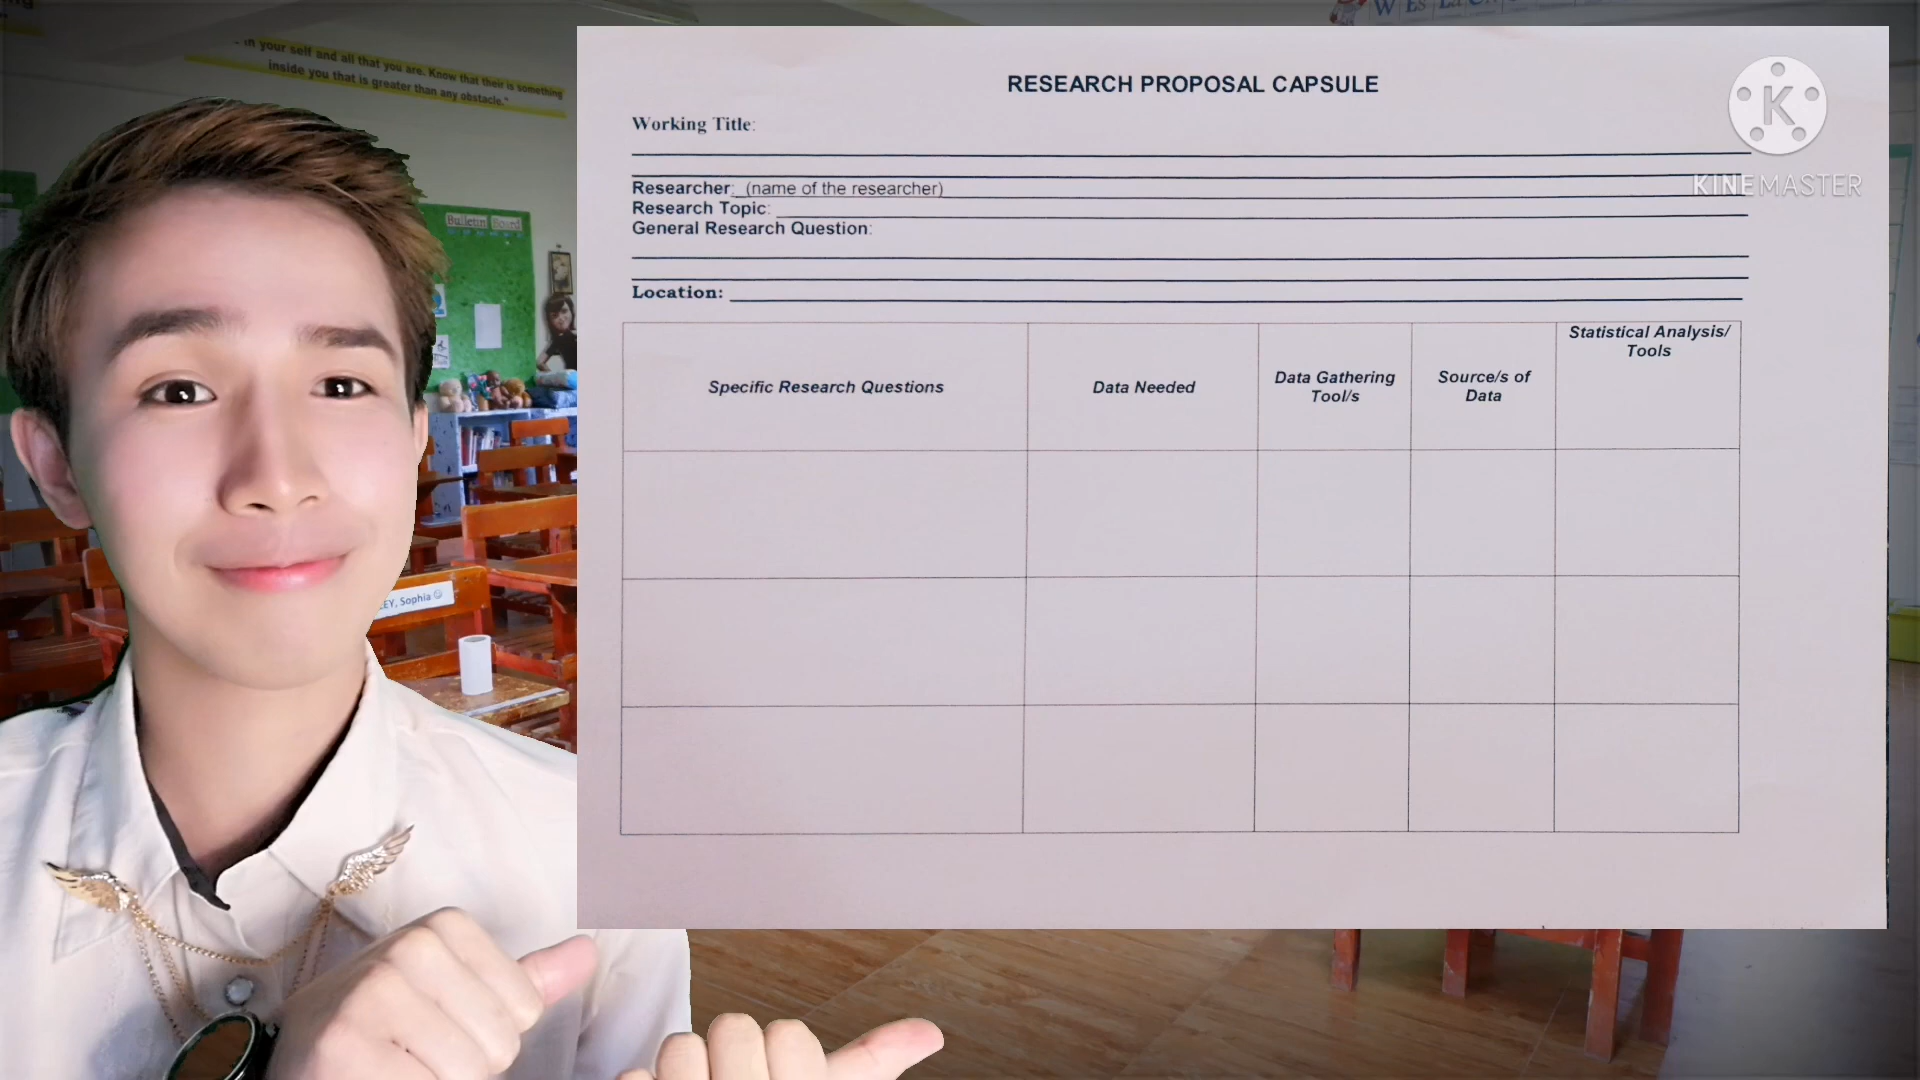 in your self and all that you are. Know that their is something
inside you that is greater than any obstacle."
Bulletin Board
EY, Sophia ☺
RESEARCH PROPOSAL CAPSULE
Working Title:
Researcher: (name of the researcher)
Research Topic:
General Research Question:
Location:
Specific Research Questions
Data Needed
Data Gathering
Tool/s
Source/s of
Data
Statistical Analysis/
Tools
K
KINEMASTER